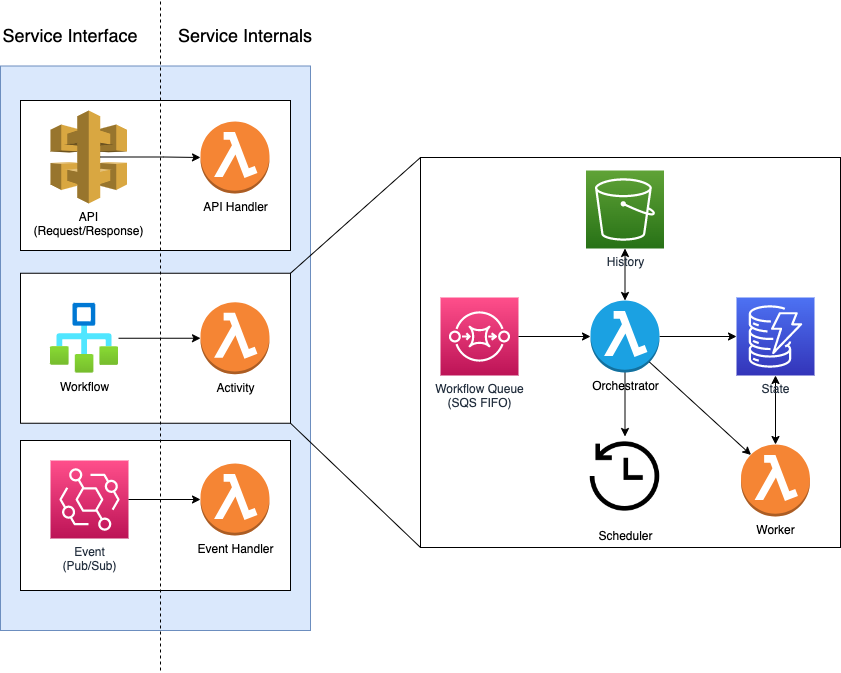 Service Interface
Service Internals
API
(Request/Response)
API Handler
Workflow
Activity
Event
(Pub/Sub)
Event Handler
History
Workflow Queue
(SQS FIFO)
Orchestrator
State
Scheduler
Worker